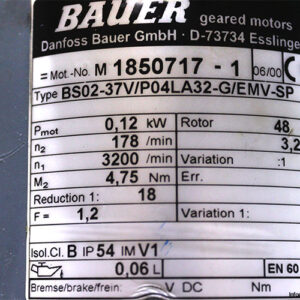 BAUER geared motors
Danfoss Bauer GmbH · D-73734 Esslinge
=Mot.-No. M 1850717 - 1 06/00
Type BS02-37V/P04LA32-G/EMV-SP
Pmot 0,12 kW Rotor 48
n2 178 /min 3,2
n1 3200 /min Variation :1
M2 4,75 Nm Err.
Reduction 1: 18
F = 1,2 Variation 1:
Isol.Cl. B IP 54 IM V1
0,06 L EN 60
Bremse/brake/frein: V DC Nm